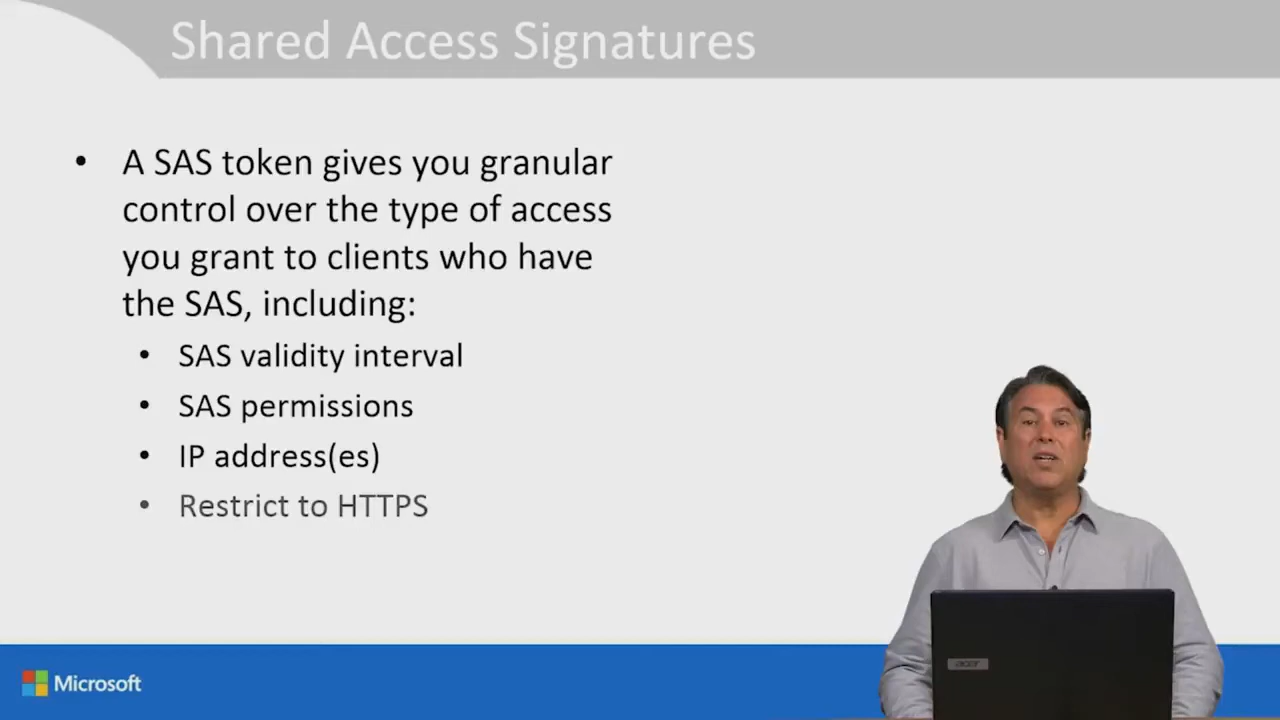 Shared Access Signatures
• A SAS token gives you granular
control over the type of access
you grant to clients who have
the SAS, including:
• SAS validity interval
• SAS permissions
• IP address(es)
• Restrict to HTTPS
acer
Microsoft